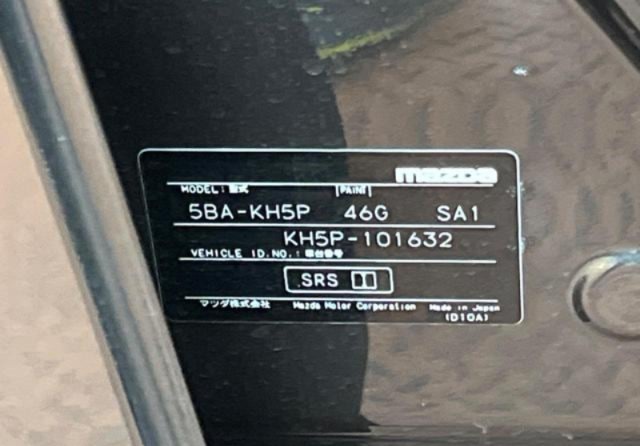 mazda
MODEL:型式 PAINT
5BA-KH5P 46G SA1
KH5P-101632
VEHICLE ID.NO.:車台番号
SRS
マツダ株式会社 Mazda Motor Corporation Made in Japan
(D10A)